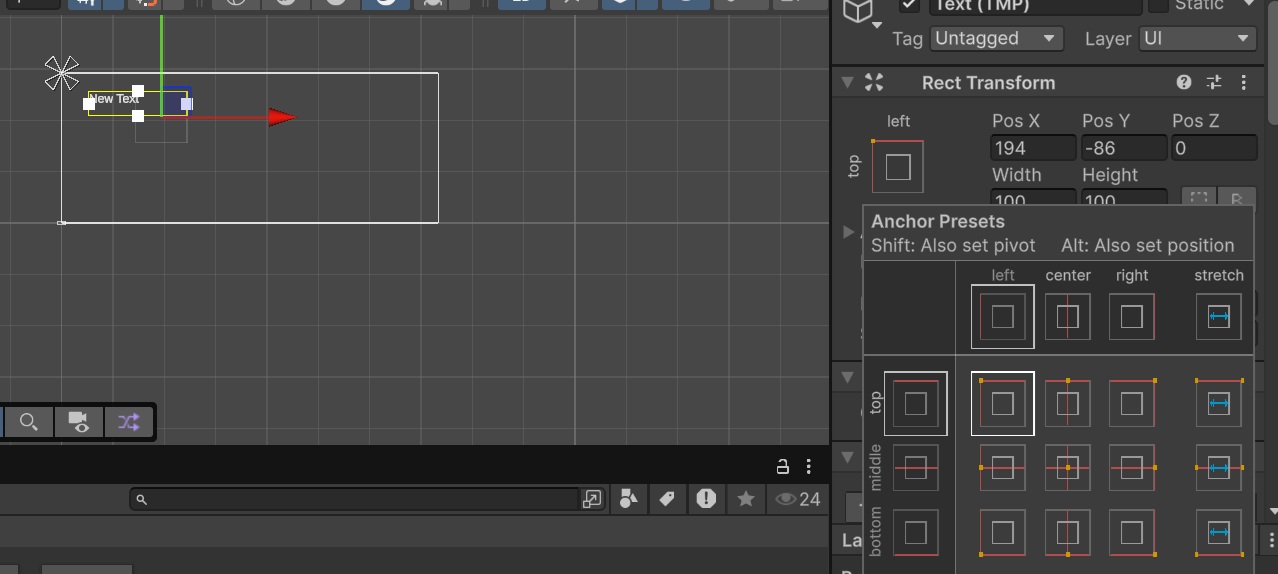 Text (TMP)
Static
Tag Untagged Layer UI
Rect Transform
left
Pos X Pos Y Pos Z
top
194 -86 0
Width Height
100 100
New Text
Anchor Presets
Shift: Also set pivot Alt: Also set position
left center right stretch
top
middle
bottom
24
La